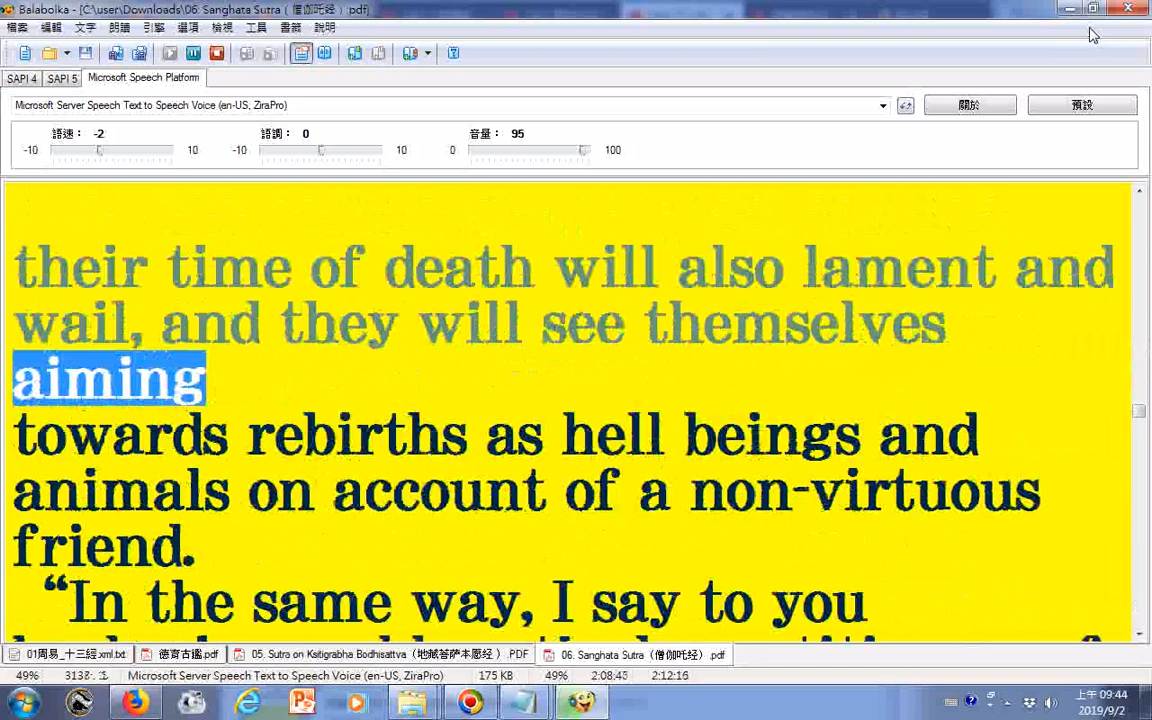 Balabolka - [C:\user\Downloads\06. Sanghata Sutra（僧伽吒经）.pdf]
檔案 編輯 文字 朗讀 引擎 選項 檢視 工具 書籤 說明
SAPI 4 SAPI 5 Microsoft Speech Platform
Microsoft Server Speech Text to Speech Voice (en-US, ZiraPro) 關於 預設
語速： -2 語調： 0 音量： 95
-10 10 -10 10 0 100
their time of death will also lament and
wail, and they will see themselves
aiming
towards rebirths as hell beings and
animals on account of a non-virtuous
friend.
“In the same way, I say to you
01周易_十三經.xml.txt 德育古鑑.pdf 05. Sutra on Ksitigrabha Bodhisattva（地藏菩萨本愿经）.PDF 06. Sanghata Sutra（僧伽吒经）.pdf
49% Microsoft Server Speech Text to Speech Voice (en-US, ZiraPro) 175 KB 49% 2:08:43 2:12:16
上午 09:44
2019/9/2